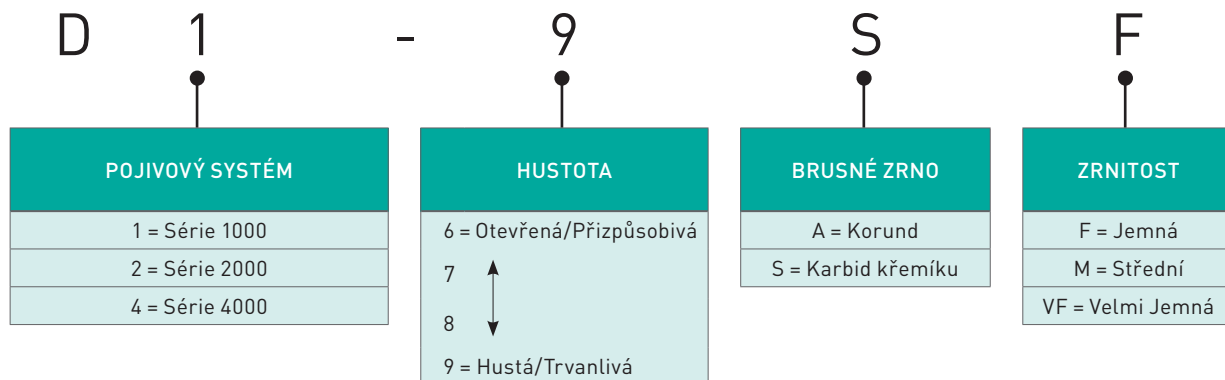 D 1 - 9 S F
POJIVOVÝ SYSTÉM
1 = Série 1000
2 = Série 2000
4 = Série 4000
HUSTOTA
6 = Otevřená/Přizpůsobivá
7
8
9 = Hustá/Trvanlivá
BRUSNÉ ZRNO
A = Korund
S = Karbid křemíku
ZRNITOST
F = Jemná
M = Střední
VF = Velmi Jemná